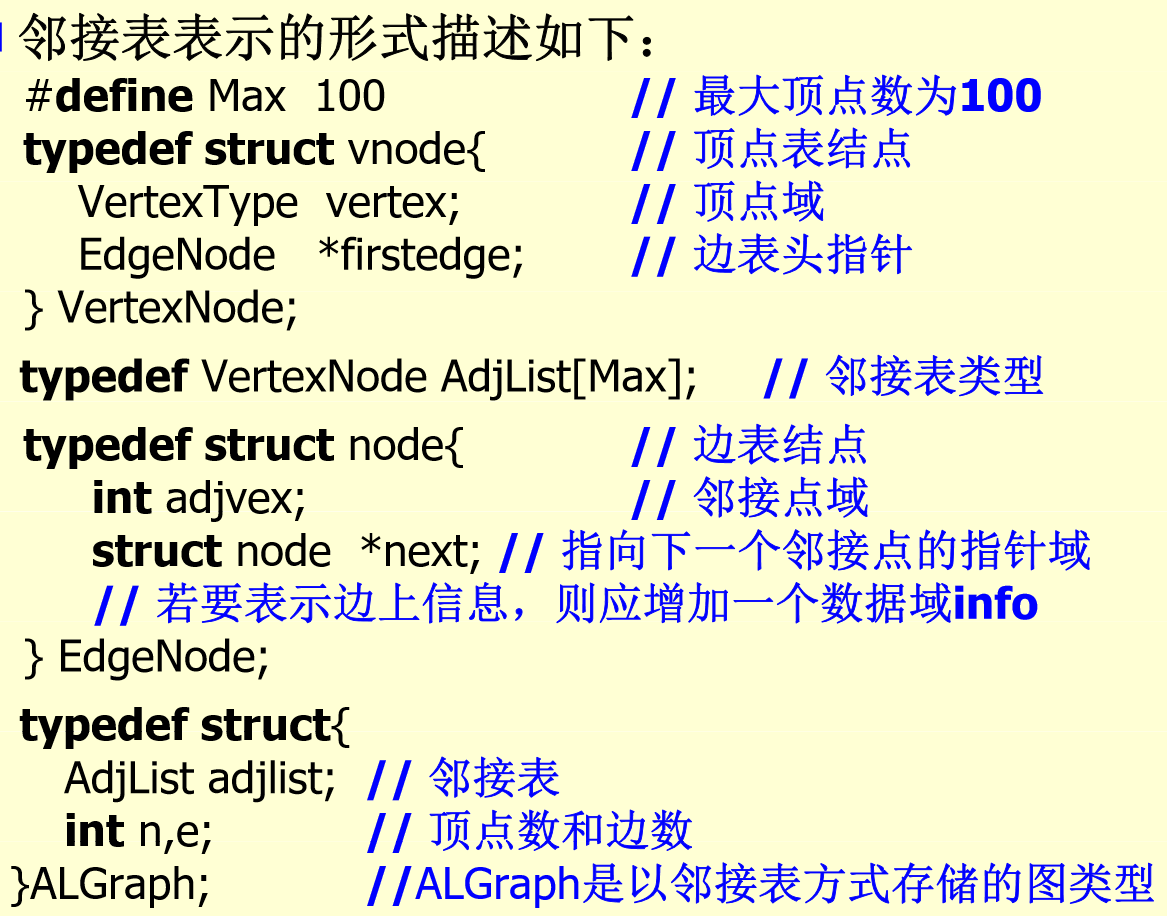 邻接表表示的形式描述如下：
#define Max 100 // 最大顶点数为100
typedef struct vnode{ // 顶点表结点
VertexType vertex; // 顶点域
EdgeNode *firstedge; // 边表头指针
} VertexNode;
typedef VertexNode AdjList[Max]; // 邻接表类型
typedef struct node{ // 边表结点
int adjvex; // 邻接点域
struct node *next; // 指向下一个邻接点的指针域
// 若要表示边上信息，则应增加一个数据域info
} EdgeNode;
typedef struct{
AdjList adjlist; // 邻接表
int n,e; // 顶点数和边数
}ALGraph; //ALGraph是以邻接表方式存储的图类型